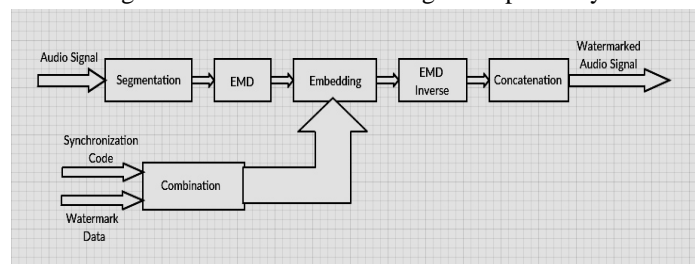 Audio Signal
Segmentation
EMD
Embedding
EMD
Inverse
Concatenation
Watermarked
Audio Signal
Synchronization
Code
Combination
Watermark
Data